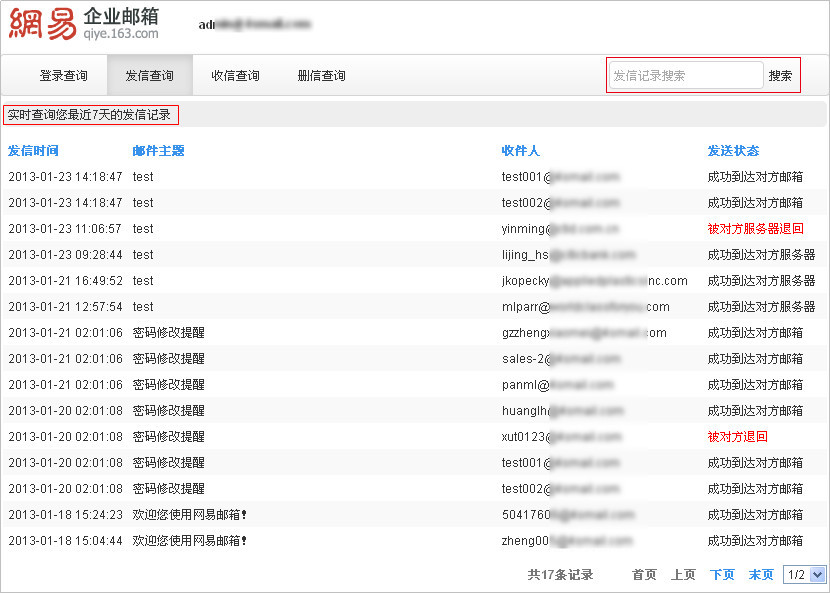 網易 企业邮箱
qiye.163.com
登录查询 发信查询 收信查询 删信查询 发信记录搜索 搜索
实时查询您最近7天的发信记录
发信时间 邮件主题 收件人 发送状态
2013-01-23 14:18:47 test test001@ 成功到达对方邮箱
2013-01-23 14:18:47 test test002@ 成功到达对方邮箱
2013-01-23 11:06:57 test yinming@ 被对方服务器退回
2013-01-23 09:28:44 test lijing_hs 成功到达对方服务器
2013-01-21 16:49:52 test jkopecky nc.com 成功到达对方服务器
2013-01-21 12:57:54 test mlparr@ .com 成功到达对方服务器
2013-01-21 02:01:06 密码修改提醒 gzzheng om 成功到达对方邮箱
2013-01-21 02:01:06 密码修改提醒 sales-2@ 成功到达对方邮箱
2013-01-21 02:01:06 密码修改提醒 panml@ 成功到达对方邮箱
2013-01-20 02:01:08 密码修改提醒 huanglh 成功到达对方邮箱
2013-01-20 02:01:08 密码修改提醒 xut0123 被对方退回
2013-01-20 02:01:08 密码修改提醒 test001@ 成功到达对方邮箱
2013-01-20 02:01:08 密码修改提醒 test002@ 成功到达对方邮箱
2013-01-18 15:24:23 欢迎您使用网易邮箱! 5041760 成功到达对方邮箱
2013-01-18 15:04:44 欢迎您使用网易邮箱! zheng00 成功到达对方邮箱
共17条记录 首页 上页 下页 末页 1/2